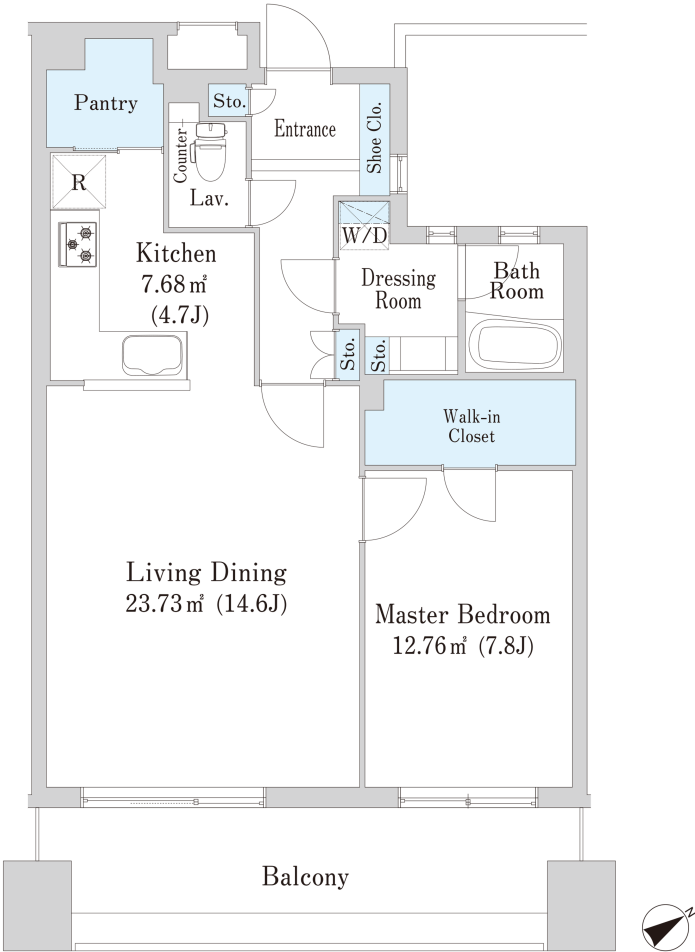 Pantry
Sto.
Entrance
Shoe Clo.
Counter
R
Lav.
W/D
Kitchen
7.68㎡
(4.7J)
Dressing
Room
Bath
Room
Sto.
Sto.
Walk-in
Closet
Living Dining
23.73㎡ (14.6J)
Master Bedroom
12.76㎡ (7.8J)
Balcony
N